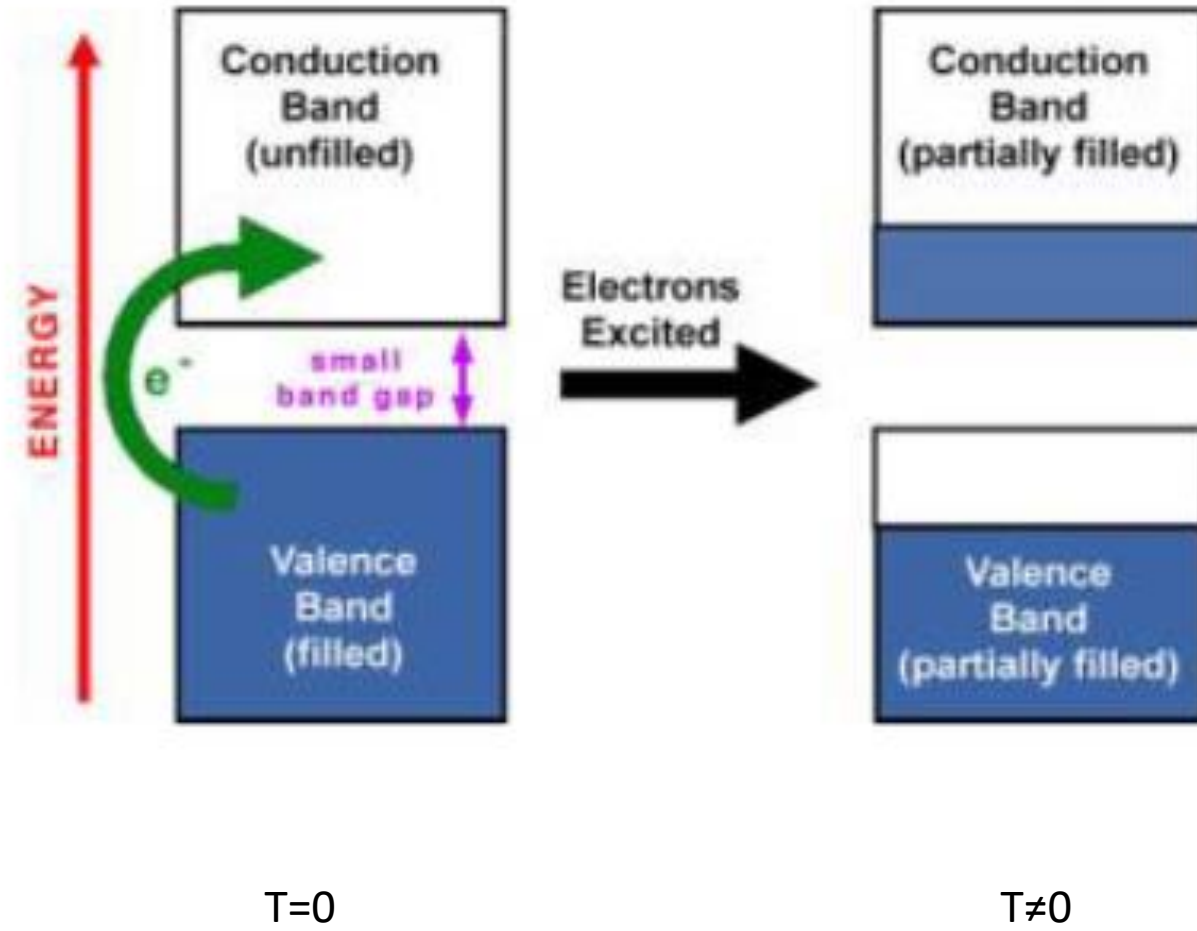 Conduction
Band
(unfilled)
Conduction
Band
(partially filled)
ENERGY
e-
small
band gap
Electrons
Excited
Valence
Band
(filled)
Valence
Band
(partially filled)
T=0
T≠0